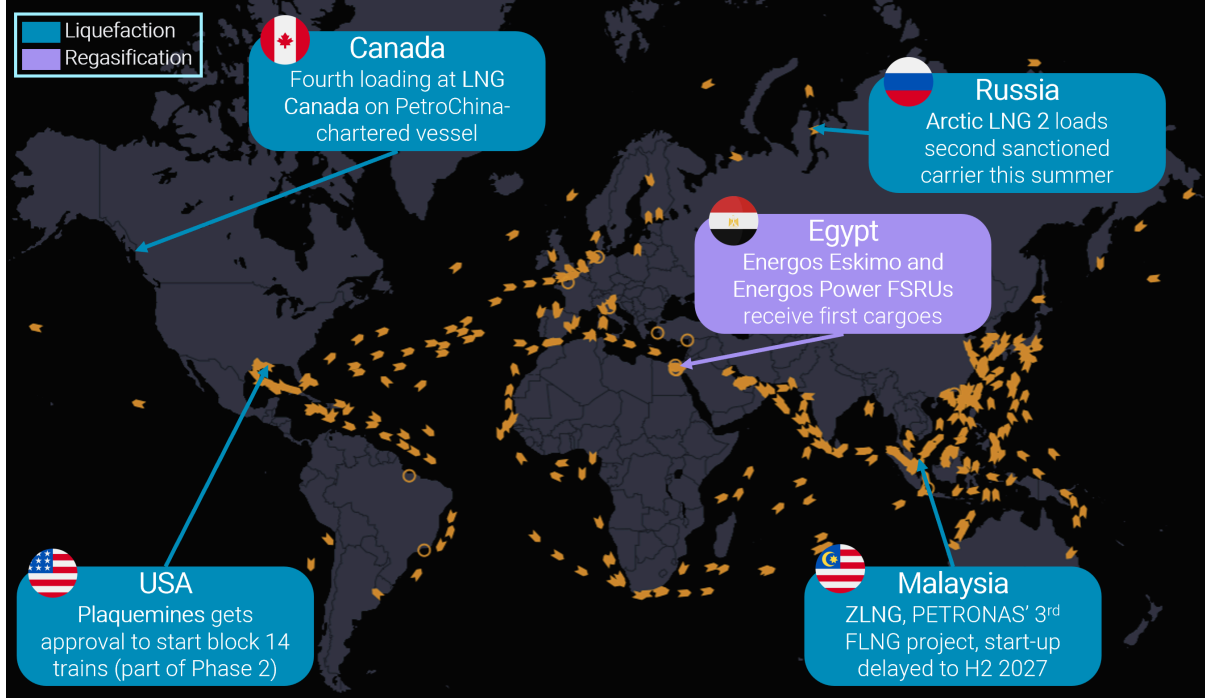 Liquefaction
Regasification
Canada
Fourth loading at LNG
Canada on PetroChina-
chartered vessel
Russia
Arctic LNG 2 loads
second sanctioned
carrier this summer
Egypt
Energos Eskimo and
Energos Power FSRUs
receive first cargoes
USA
Plaquemines gets
approval to start block 14
trains (part of Phase 2)
Malaysia
ZLNG, PETRONAS’ 3rd
FLNG project, start-up
delayed to H2 2027